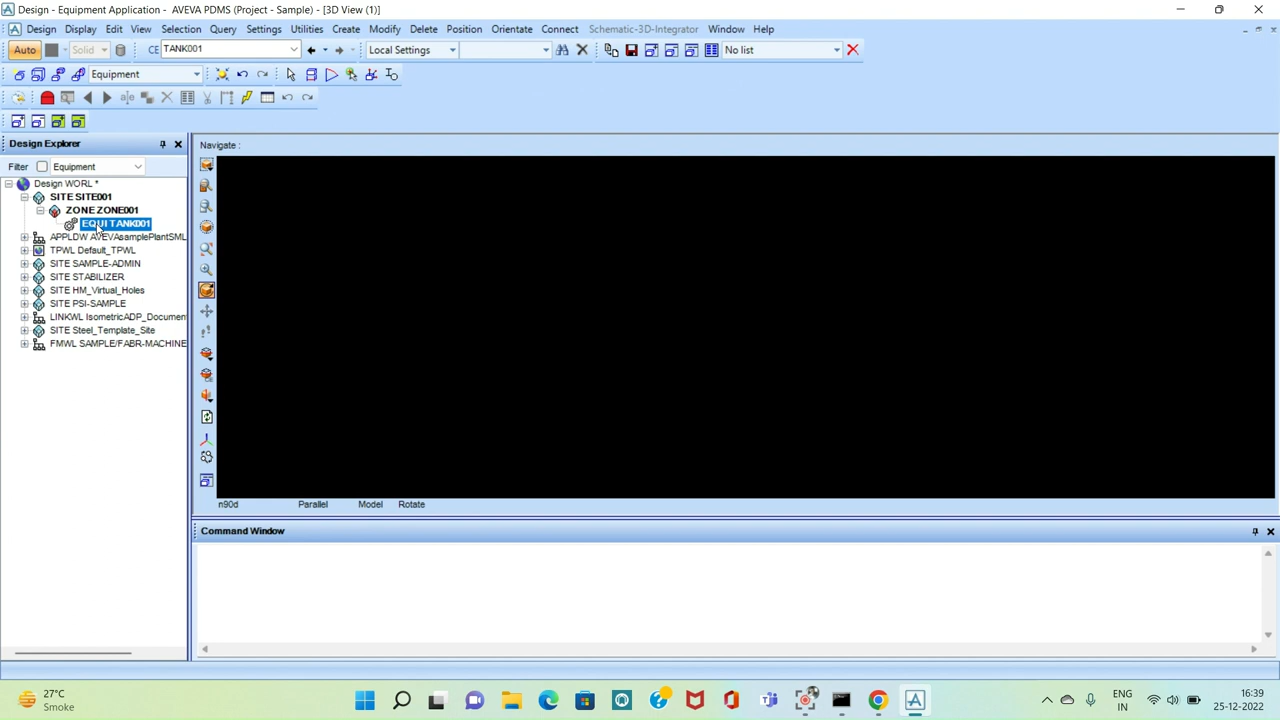 Design - Equipment Application - AVEVA PDMS (Project - Sample) - [3D View (1)]
Design Display Edit View Selection Query Settings Utilities Create Modify Delete Position Orientate Connect Schematic-3D-Integrator Window Help
Auto Solid CE TANK001 Local Settings No list
Equipment
Design Explorer
Navigate :
Filter Equipment
Design WORL *
SITE SITE001
ZONE ZONE001
EQUI TANK001
APPLDW AVEVAsamplePlantSML
TPWL Default_TPWL
SITE SAMPLE-ADMIN
SITE STABILIZER
SITE HM_Virtual_Holes
SITE PSI-SAMPLE
LINKWL IsometricADP_Document
SITE Steel_Template_Site
FMWL SAMPLE/FABR-MACHINE
n90d Parallel Model Rotate
Command Window
27°C
Smoke
ENG
IN
16:39
25-12-2022